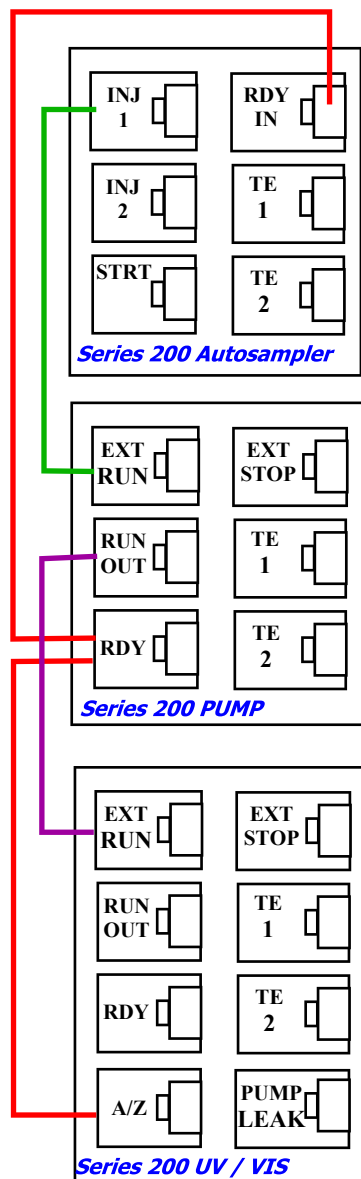 INJ
1
RDY
IN
INJ
2
TE
1
STRT
TE
2
Series 200 Autosampler
EXT
RUN
EXT
STOP
RUN
OUT
TE
1
RDY
TE
2
Series 200 PUMP
EXT
RUN
EXT
STOP
RUN
OUT
TE
1
RDY
TE
2
A/Z
PUMP
LEAK
Series 200 UV / VIS